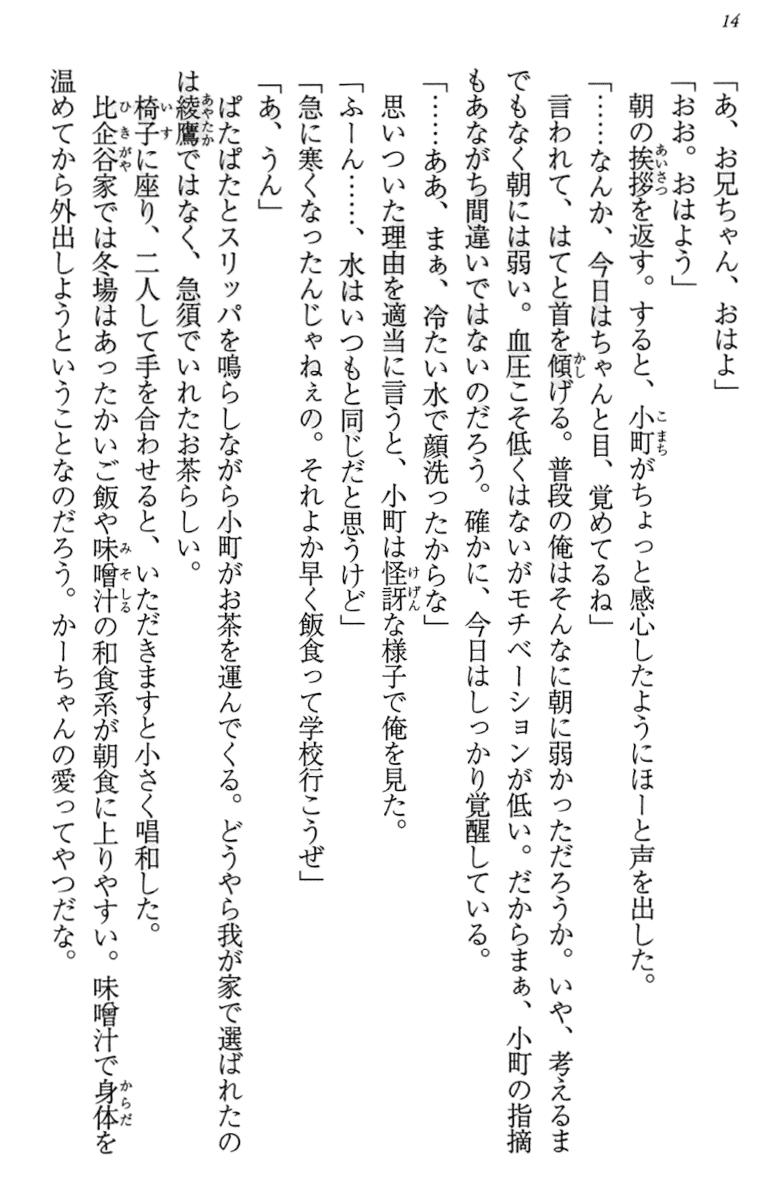 14
「あ、お兄ちゃん、おはよ」
「おお。おはよう」
　朝の挨拶を返す。すると、小町がちょっと感心したようにほーと声を出した。
「……なんか、今日はちゃんと目、覚めてるね」
　言われて、はてと首を傾げる。普段の俺はそんなに朝に弱かっただろうか。いや、考えるま
でもなく朝には弱い。血圧こそ低くはないがモチベーションが低い。だからまぁ、小町の指摘
もあながち間違いではないのだろう。確かに、今日はしっかり覚醒している。
「……ああ、まぁ、冷たい水で顔洗ったからな」
　思いついた理由を適当に言うと、小町は怪訝な様子で俺を見た。
「ふーん……、水はいつもと同じだと思うけど」
「急に寒くなったんじゃねぇの。それよか早く飯食って学校行こうぜ」
「あ、うん」
　ぱたぱたとスリッパを鳴らしながら小町がお茶を運んでくる。どうやら我が家で選ばれたの
は綾鷹ではなく、急須でいれたお茶らしい。
　椅子に座り、二人して手を合わせると、いただきますと小さく唱和した。
　比企谷家では冬場はあったかいご飯や味噌汁の和食系が朝食に上りやすい。味噌汁で身体を
温めてから外出しようということなのだろう。かーちゃんの愛ってやつだな。